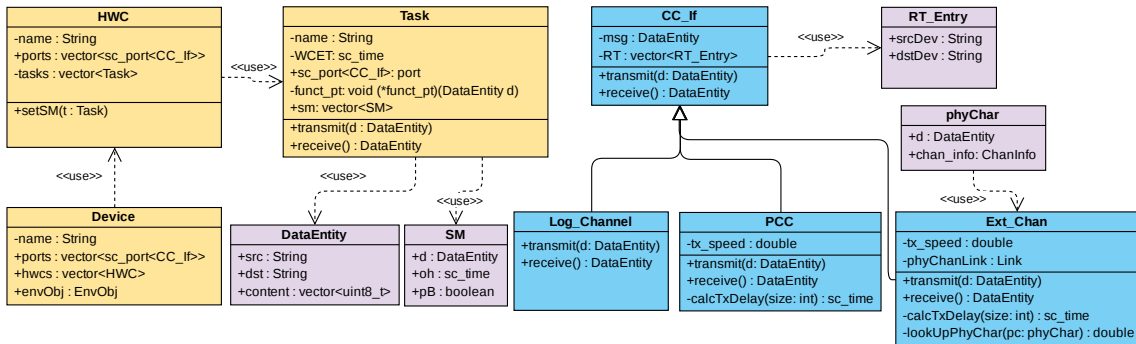 HWC
-name : String
+ports : vector<sc_port<CC_If>>
-tasks : vector<Task>
+setSM(t : Task)
<<use>>
Task
-name : String
-WCET: sc_time
+sc_port<CC_If>: port
-funct_pt: void (*funct_pt)(DataEntity d)
+sm: vector<SM>
+transmit(d : DataEntity)
+receive() : DataEntity
CC_If
-msg : DataEntity
-RT : vector<RT_Entry>
+transmit(d: DataEntity)
+receive() : DataEntity
<<use>>
RT_Entry
+srcDev : String
+dstDev : String
phyChar
+d : DataEntity
+chan_info: ChanInfo
<<use>>
<<use>>
<<use>>
<<use>>
Device
-name : String
+ports : vector<sc_port<CC_If>>
+hwcs : vector<HWC>
+envObj : EnvObj
DataEntity
+src : String
+dst : String
+content : vector<uint8_t>
SM
+d : DataEntity
+oh : sc_time
+pB : boolean
Log_Channel
+transmit(d: DataEntity)
+receive() : DataEntity
PCC
-tx_speed : double
+transmit(d: DataEntity)
+receive() : DataEntity
-calcTxDelay(size: int) : sc_time
Ext_Chan
-tx_speed : double
-phyChanLink : Link
+transmit(d: DataEntity)
+receive() : DataEntity
-calcTxDelay(size: int) : sc_time
-lookUpPhyChar(pc: phyChar) : double